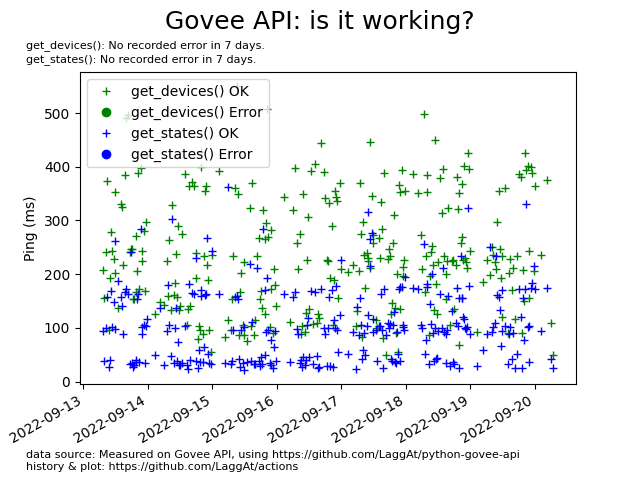 Govee API: is it working?
get_devices(): No recorded error in 7 days.
get_states(): No recorded error in 7 days.
get_devices() OK
get_devices() Error
get_states() OK
get_states() Error
500
400
300
200
100
0
Ping (ms)
2022-09-13
2022-09-14
2022-09-15
2022-09-16
2022-09-17
2022-09-18
2022-09-19
2022-09-20
data source: Measured on Govee API, using https://github.com/LaggAt/python-govee-api
history & plot: https://github.com/LaggAt/actions